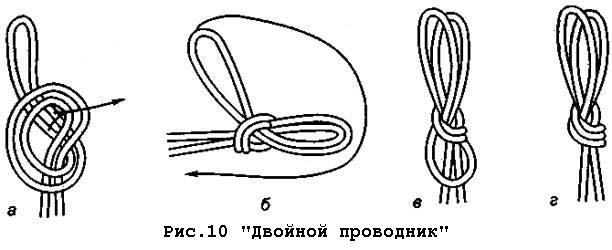 а б в г
Рис.10 "Двойной проводник"